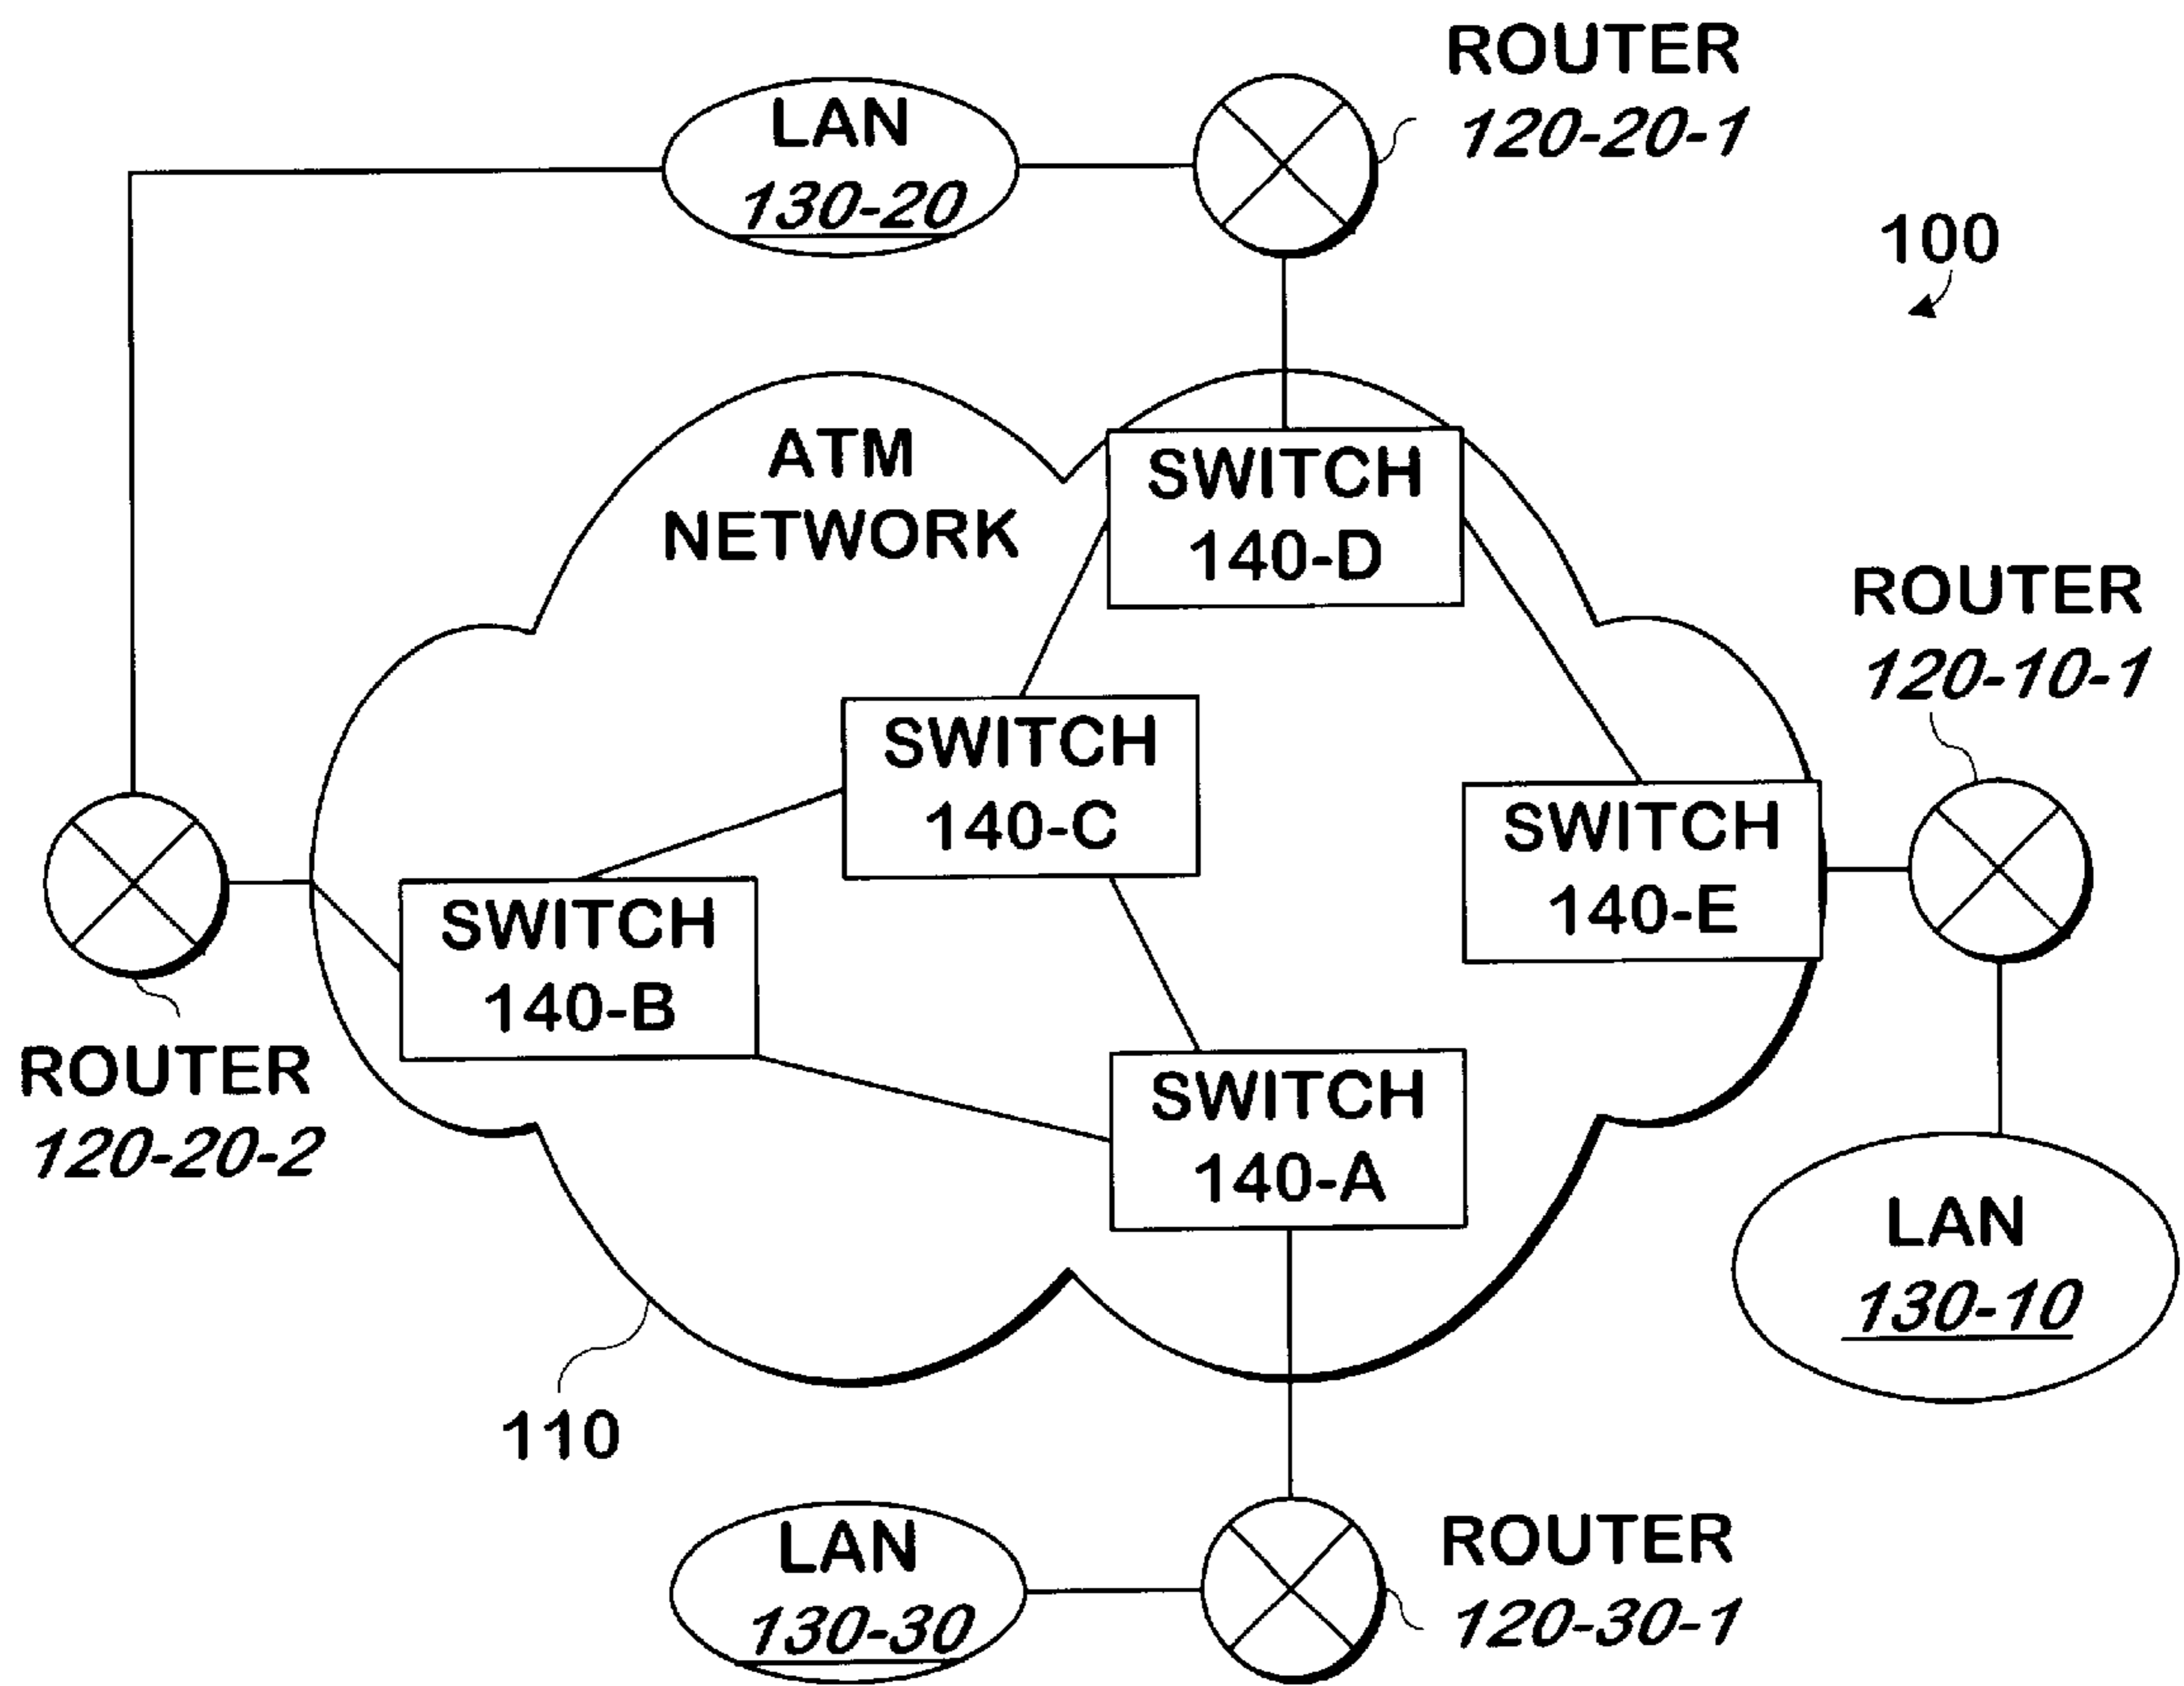 ROUTER
120-20-1
LAN
130-20
100
ATM
NETWORK
SWITCH
140-D
ROUTER
120-10-1
SWITCH
140-C
SWITCH
140-E
SWITCH
140-B
ROUTER
120-20-2
SWITCH
140-A
LAN
130-10
110
LAN
130-30
ROUTER
120-30-1